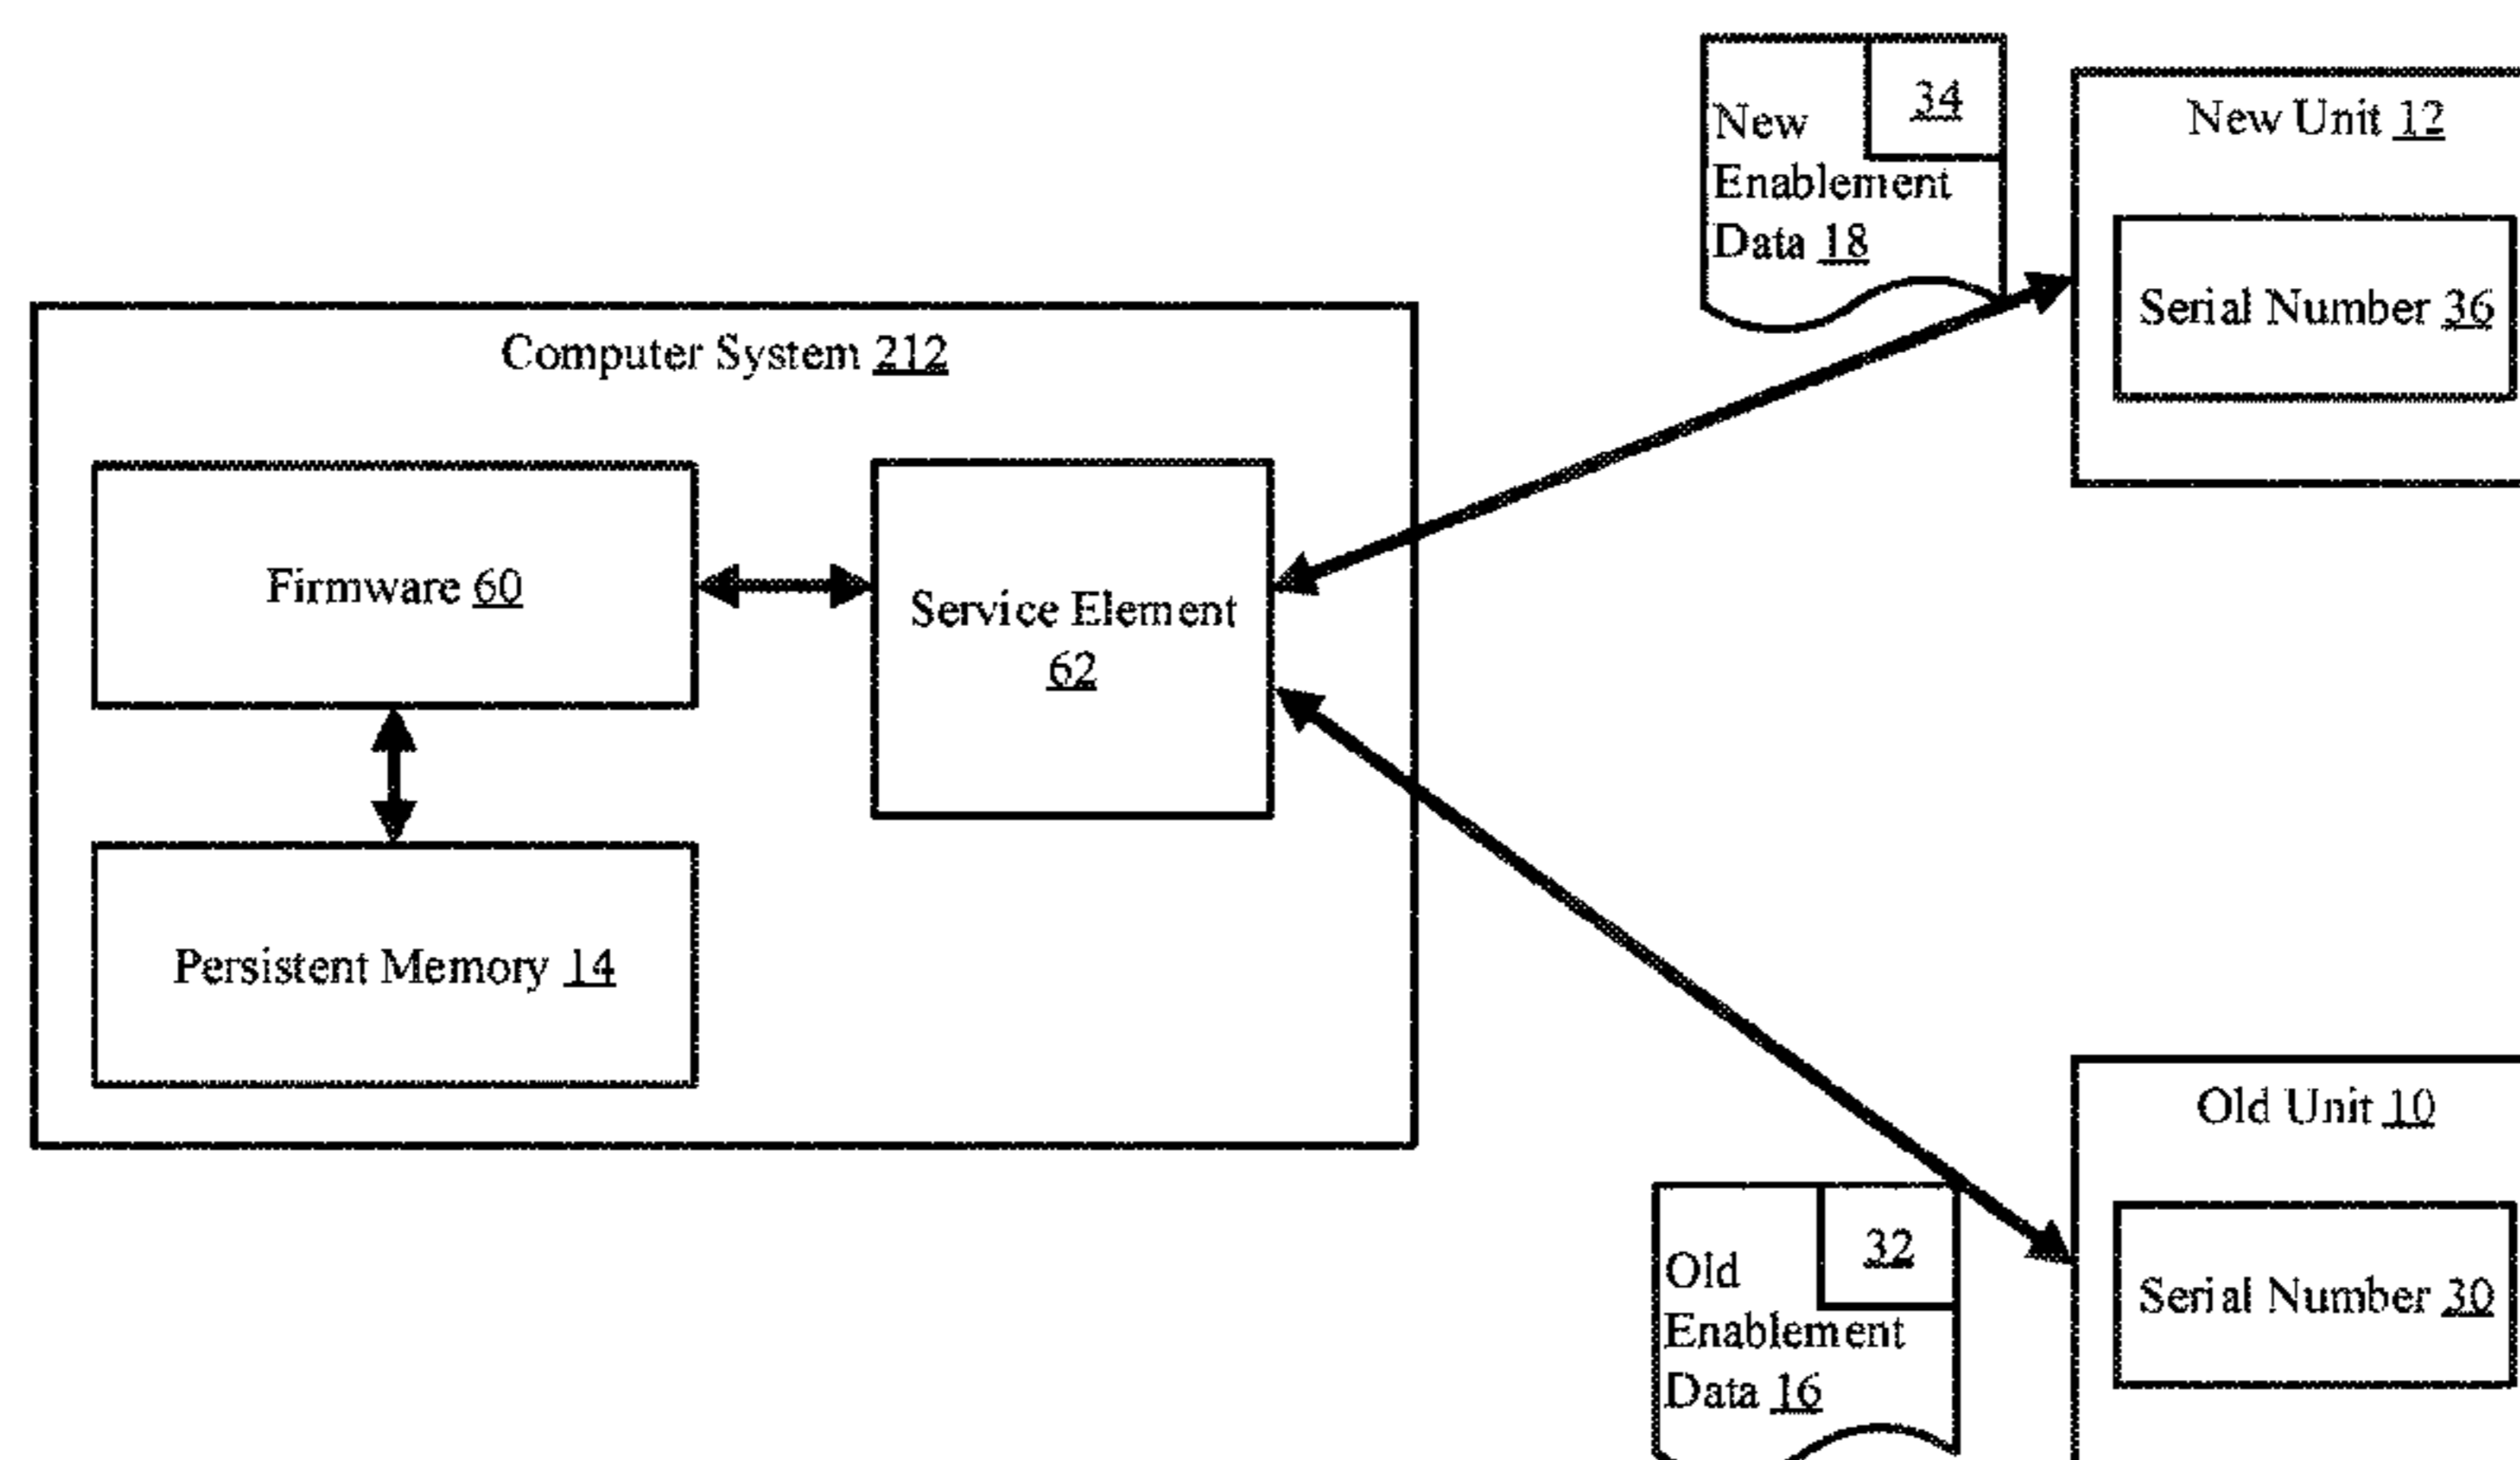 34
New
Enablement
Data 18
New Unit 12
Serial Number 36
Computer System 212
Firmware 60
Service Element
62
Persistent Memory 14
Old Unit 10
Serial Number 30
32
Old
Enablement
Data 16